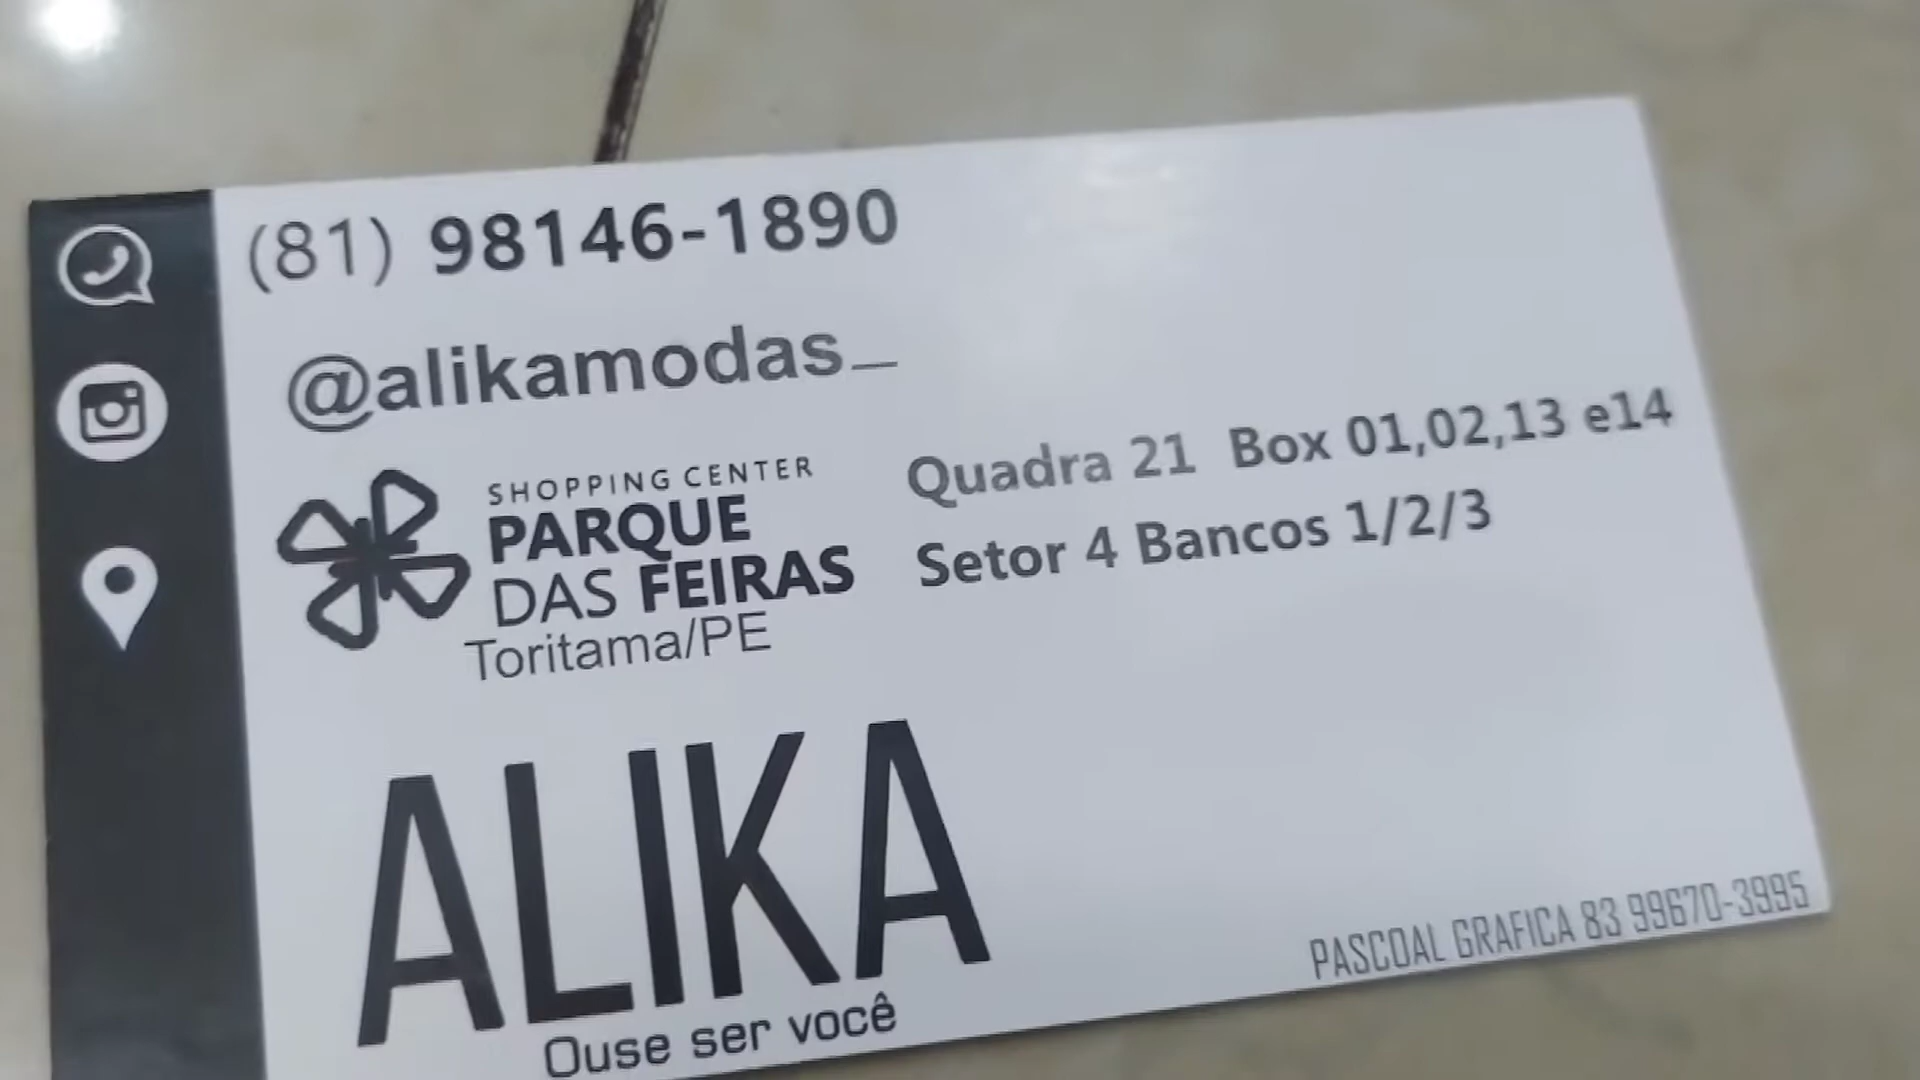 (81) 98146-1890
@alikamodas_
SHOPPING CENTER
PARQUE
DAS FEIRAS
Toritama/PE
Quadra 21 Box 01,02,13 e14
Setor 4 Bancos 1/2/3
ALIKA
Ouse ser você
PASCOAL GRAFICA 83 99670-3995